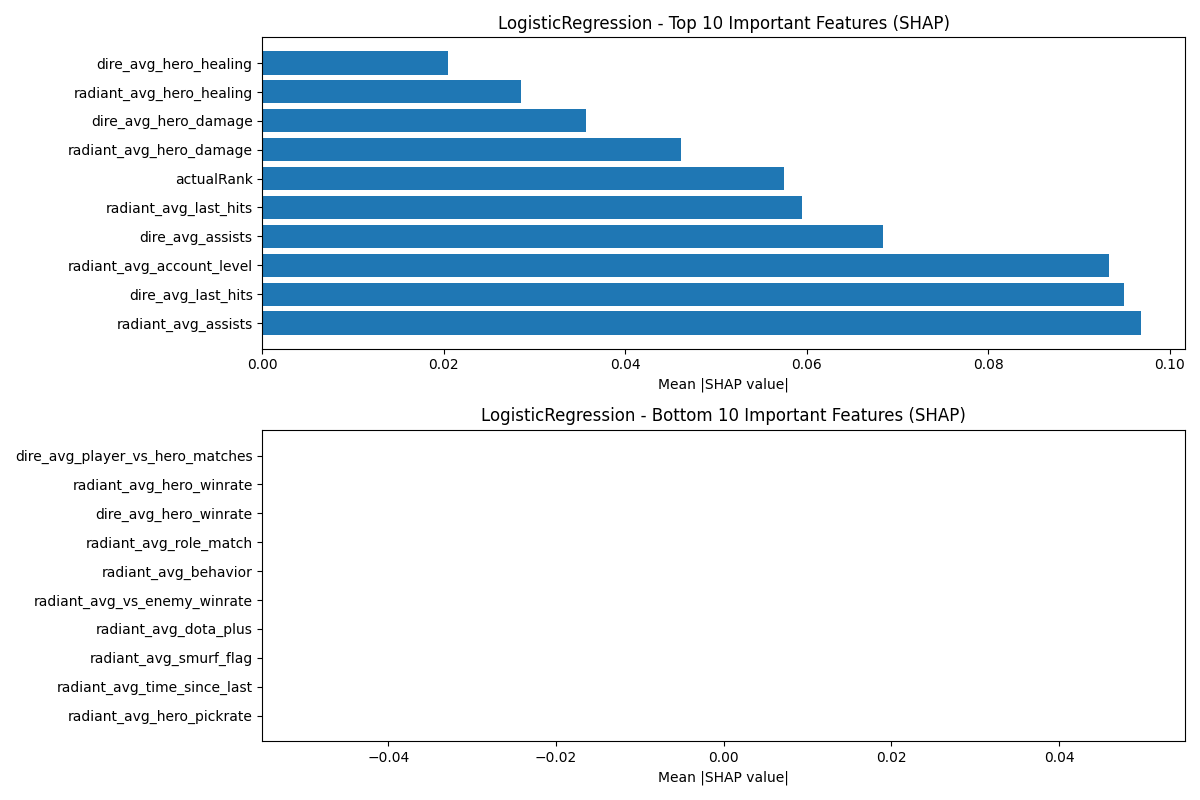 LogisticRegression - Top 10 Important Features (SHAP)
dire_avg_hero_healing
radiant_avg_hero_healing
dire_avg_hero_damage
radiant_avg_hero_damage
actualRank
radiant_avg_last_hits
dire_avg_assists
radiant_avg_account_level
dire_avg_last_hits
radiant_avg_assists
0.00 0.02 0.04 0.06 0.08 0.10
Mean |SHAP value|
LogisticRegression - Bottom 10 Important Features (SHAP)
dire_avg_player_vs_hero_matches
radiant_avg_hero_winrate
dire_avg_hero_winrate
radiant_avg_role_match
radiant_avg_behavior
radiant_avg_vs_enemy_winrate
radiant_avg_dota_plus
radiant_avg_smurf_flag
radiant_avg_time_since_last
radiant_avg_hero_pickrate
−0.04 −0.02 0.00 0.02 0.04
Mean |SHAP value|